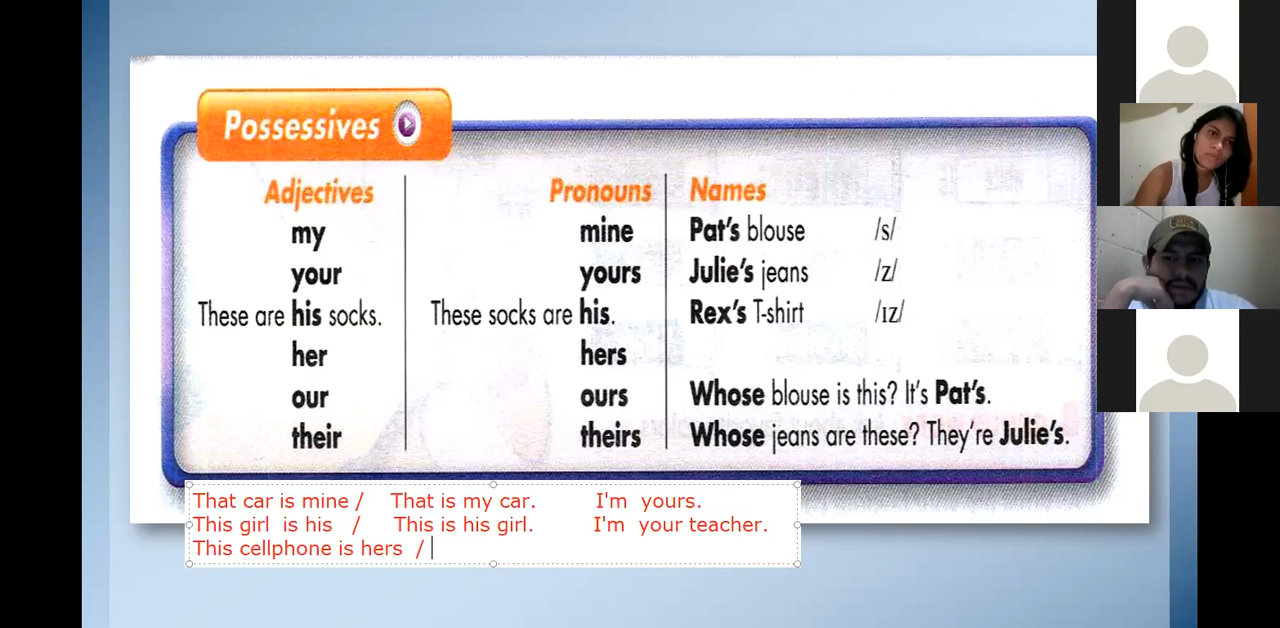 Possessives
Adjectives Pronouns Names
my mine Pat's blouse /s/
your yours Julie's jeans /z/
These are his socks. These socks are his. Rex's T-shirt /ɪz/
her hers
our ours Whose blouse is this? It's Pat's.
their theirs Whose jeans are these? They're Julie's.
That car is mine / That is my car. I'm yours.
This girl is his / This is his girl. I'm your teacher.
This cellphone is hers /